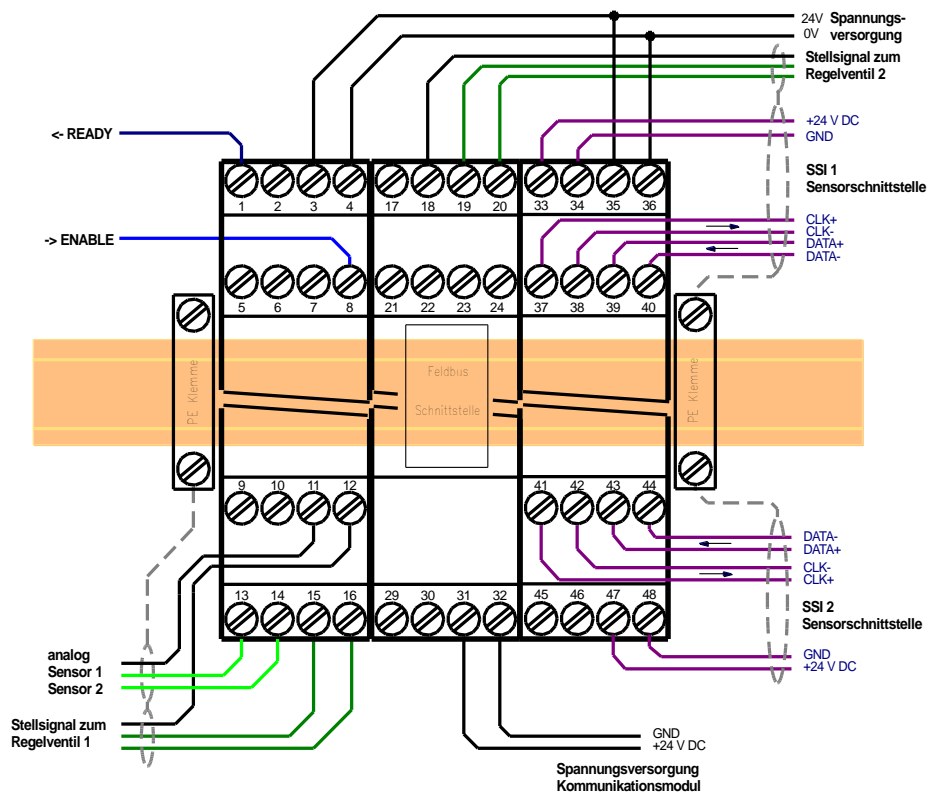 24V Spannungs-
0V versorgung
Stellsignal zum
Regelventil 2
<- READY
+24 V DC
GND
SSI 1
Sensorschnittstelle
1 2 3 4 17 18 19 20 33 34 35 36
CLK+
CLK-
DATA+
DATA-
-> ENABLE
5 6 7 8 21 22 23 24 37 38 39 40
PE Klemme
Feldbus
Schnittstelle
PE Klemme
9 10 11 12 41 42 43 44
DATA-
DATA+
CLK-
CLK+
13 14 15 16 29 30 31 32 45 46 47 48
SSI 2
Sensorschnittstelle
analog
Sensor 1
Sensor 2
GND
+24 V DC
Stellsignal zum
Regelventil 1
GND
+24 V DC
Spannungsversorgung
Kommunikationsmodul